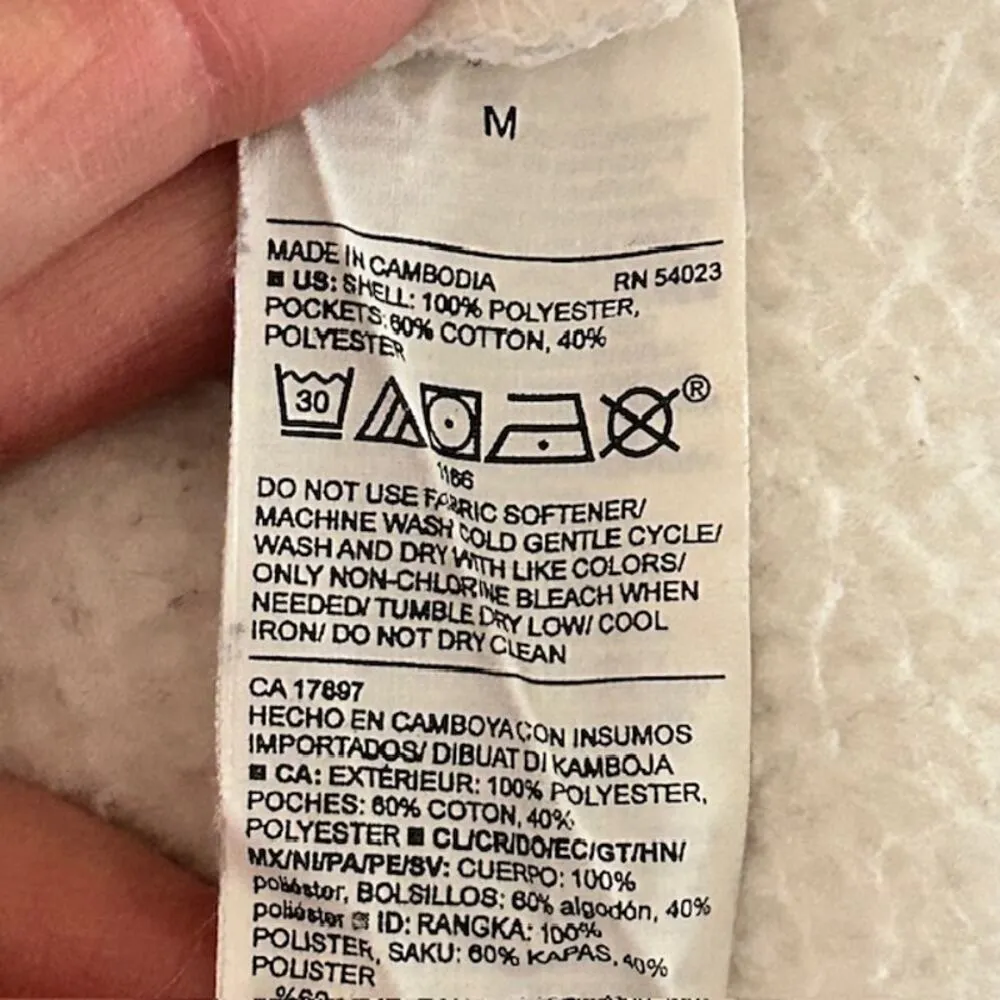 M
MADE IN CAMBODIA RN 54023
■ US: SHELL: 100% POLYESTER,
POCKETS: 60% COTTON, 40%
POLYESTER
30 ®
1166
DO NOT USE FABRIC SOFTENER/
MACHINE WASH COLD GENTLE CYCLE/
WASH AND DRY WITH LIKE COLORS/
ONLY NON-CHLORINE BLEACH WHEN
NEEDED/ TUMBLE DRY LOW/ COOL
IRON/ DO NOT DRY CLEAN
CA 17897
HECHO EN CAMBOYA CON INSUMOS
IMPORTADOS/ DIBUAT DI KAMBOJA
■ CA: EXTÉRIEUR: 100% POLYESTER,
POCHES: 60% COTON, 40%
POLYESTER ■ CL/CR/DO/EC/GT/HN/
MX/NI/PA/PE/SV: CUERPO: 100%
poliéster, BOLSILLOS: 60% algodón, 40%
poliéster ■ ID: RANGKA: 100%
POLISTER, SAKU: 60% KAPAS, 40%
POLISTER